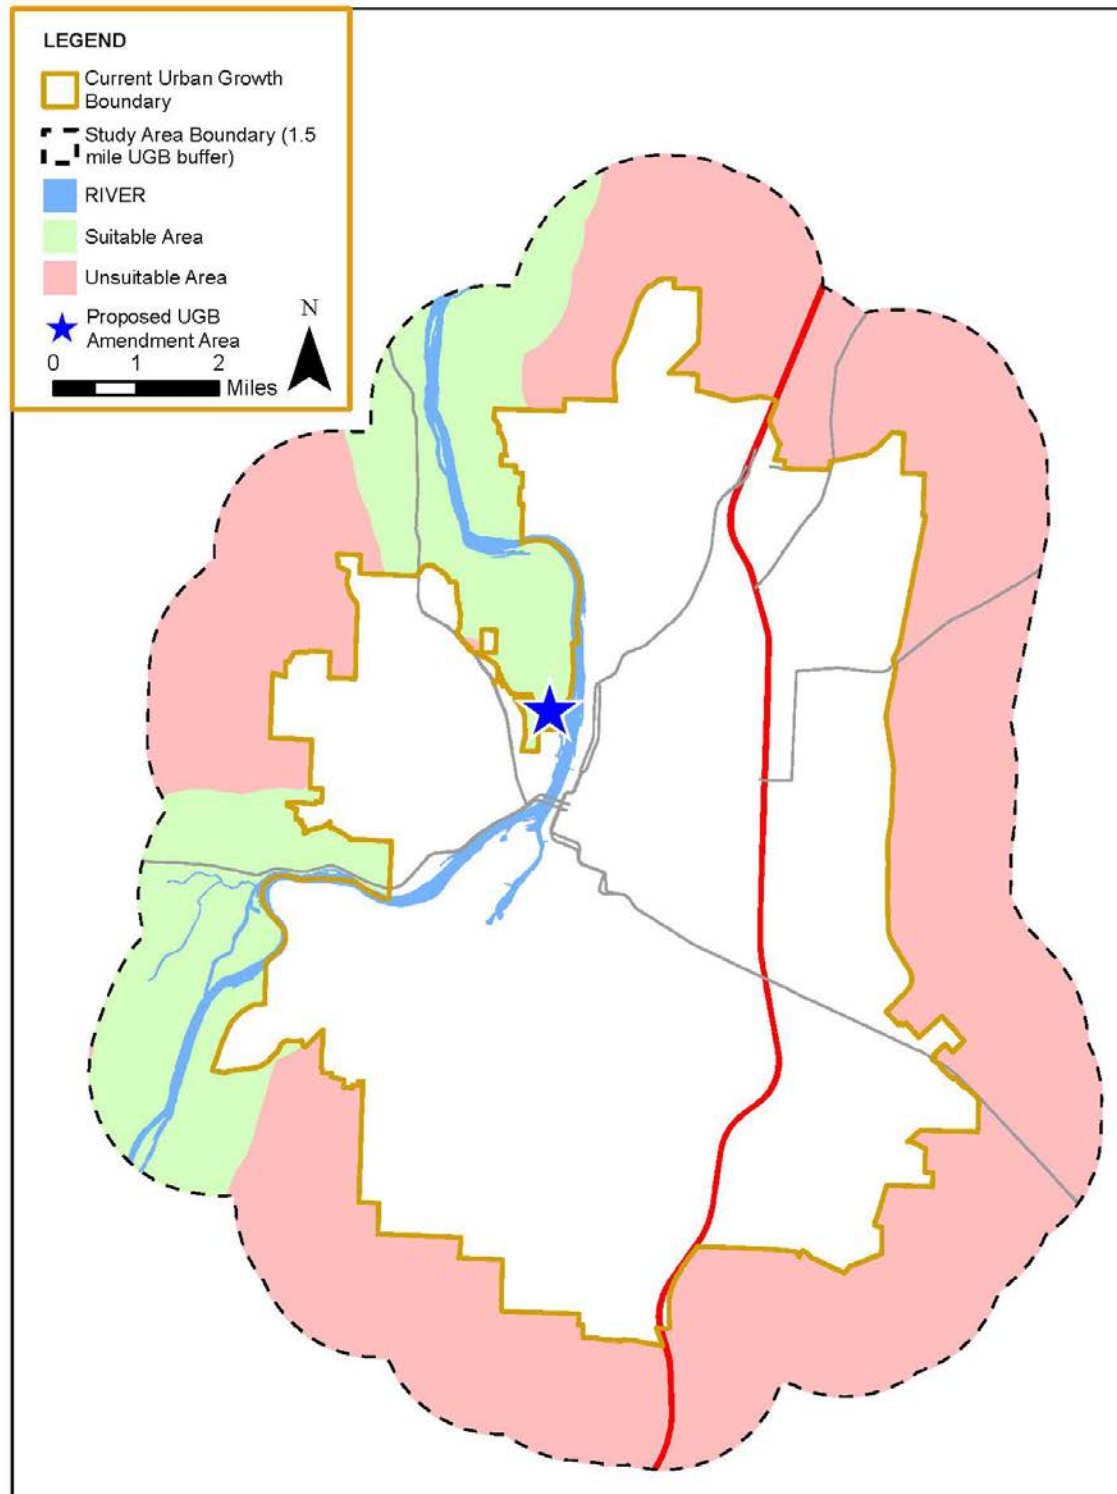 LEGEND
Current Urban Growth
Boundary
Study Area Boundary (1.5
mile UGB buffer)
RIVER
Suitable Area
Unsuitable Area
Proposed UGB
Amendment Area
N
0 1 2
Miles